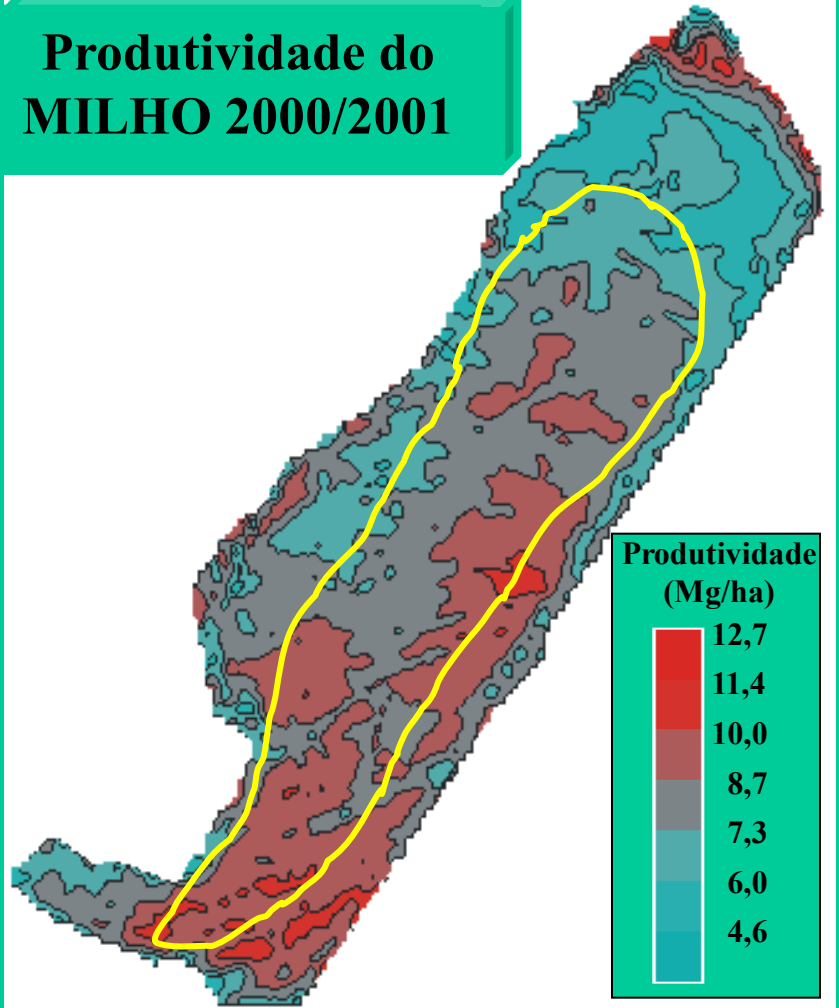 Produtividade do
MILHO 2000/2001
Produtividade
(Mg/ha)
12,7
11,4
10,0
8,7
7,3
6,0
4,6